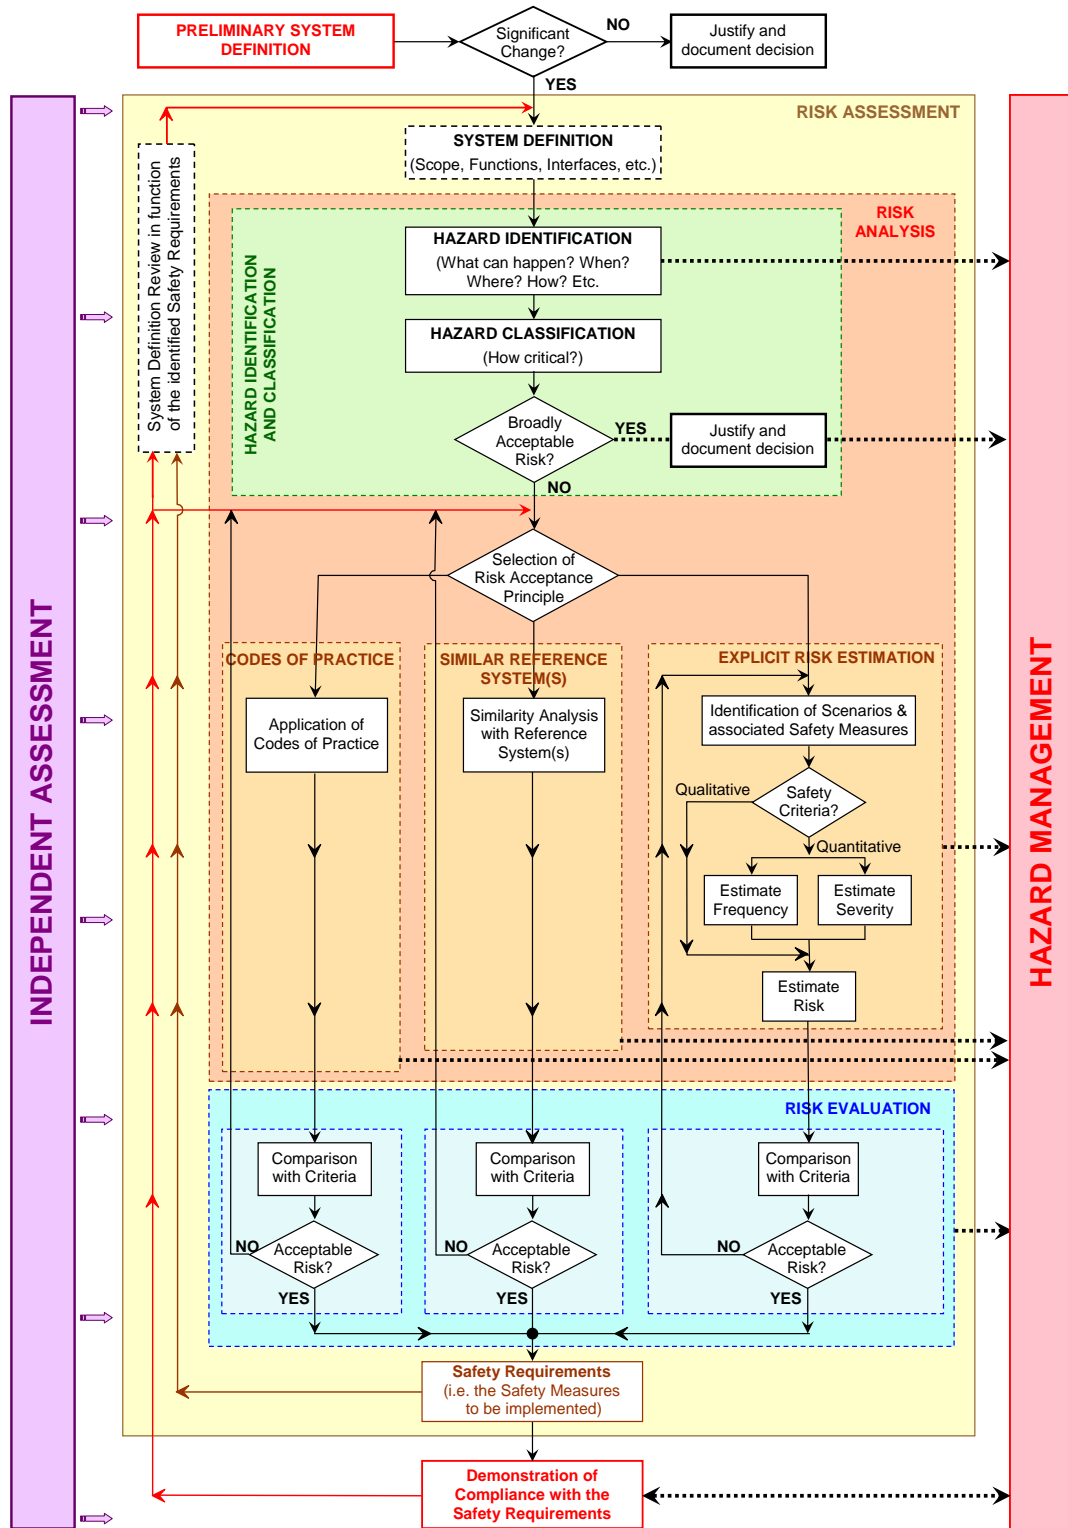 PRELIMINARY SYSTEM
DEFINITION
Significant
Change?
NO
Justify and
document decision
YES
INDEPENDENT ASSESSMENT
HAZARD MANAGEMENT
RISK ASSESSMENT
System Definition Review in function
of the identified Safety Requirements
SYSTEM DEFINITION
(Scope, Functions, Interfaces, etc.)
RISK
ANALYSIS
HAZARD IDENTIFICATION
AND CLASSIFICATION
HAZARD IDENTIFICATION
(What can happen? When?
Where? How? Etc.
HAZARD CLASSIFICATION
(How critical?)
Broadly
Acceptable
Risk?
YES
Justify and
document decision
NO
Selection of
Risk Acceptance
Principle
CODES OF PRACTICE
Application of
Codes of Practice
SIMILAR REFERENCE
SYSTEM(S)
Similarity Analysis
with Reference
System(s)
EXPLICIT RISK ESTIMATION
Identification of Scenarios &
associated Safety Measures
Qualitative
Safety
Criteria?
Quantitative
Estimate
Frequency
Estimate
Severity
Estimate
Risk
RISK EVALUATION
Comparison
with Criteria
NO
Acceptable
Risk?
YES
Comparison
with Criteria
NO
Acceptable
Risk?
YES
Comparison
with Criteria
NO
Acceptable
Risk?
YES
Safety Requirements
(i.e. the Safety Measures
to be implemented)
Demonstration of
Compliance with the
Safety Requirements